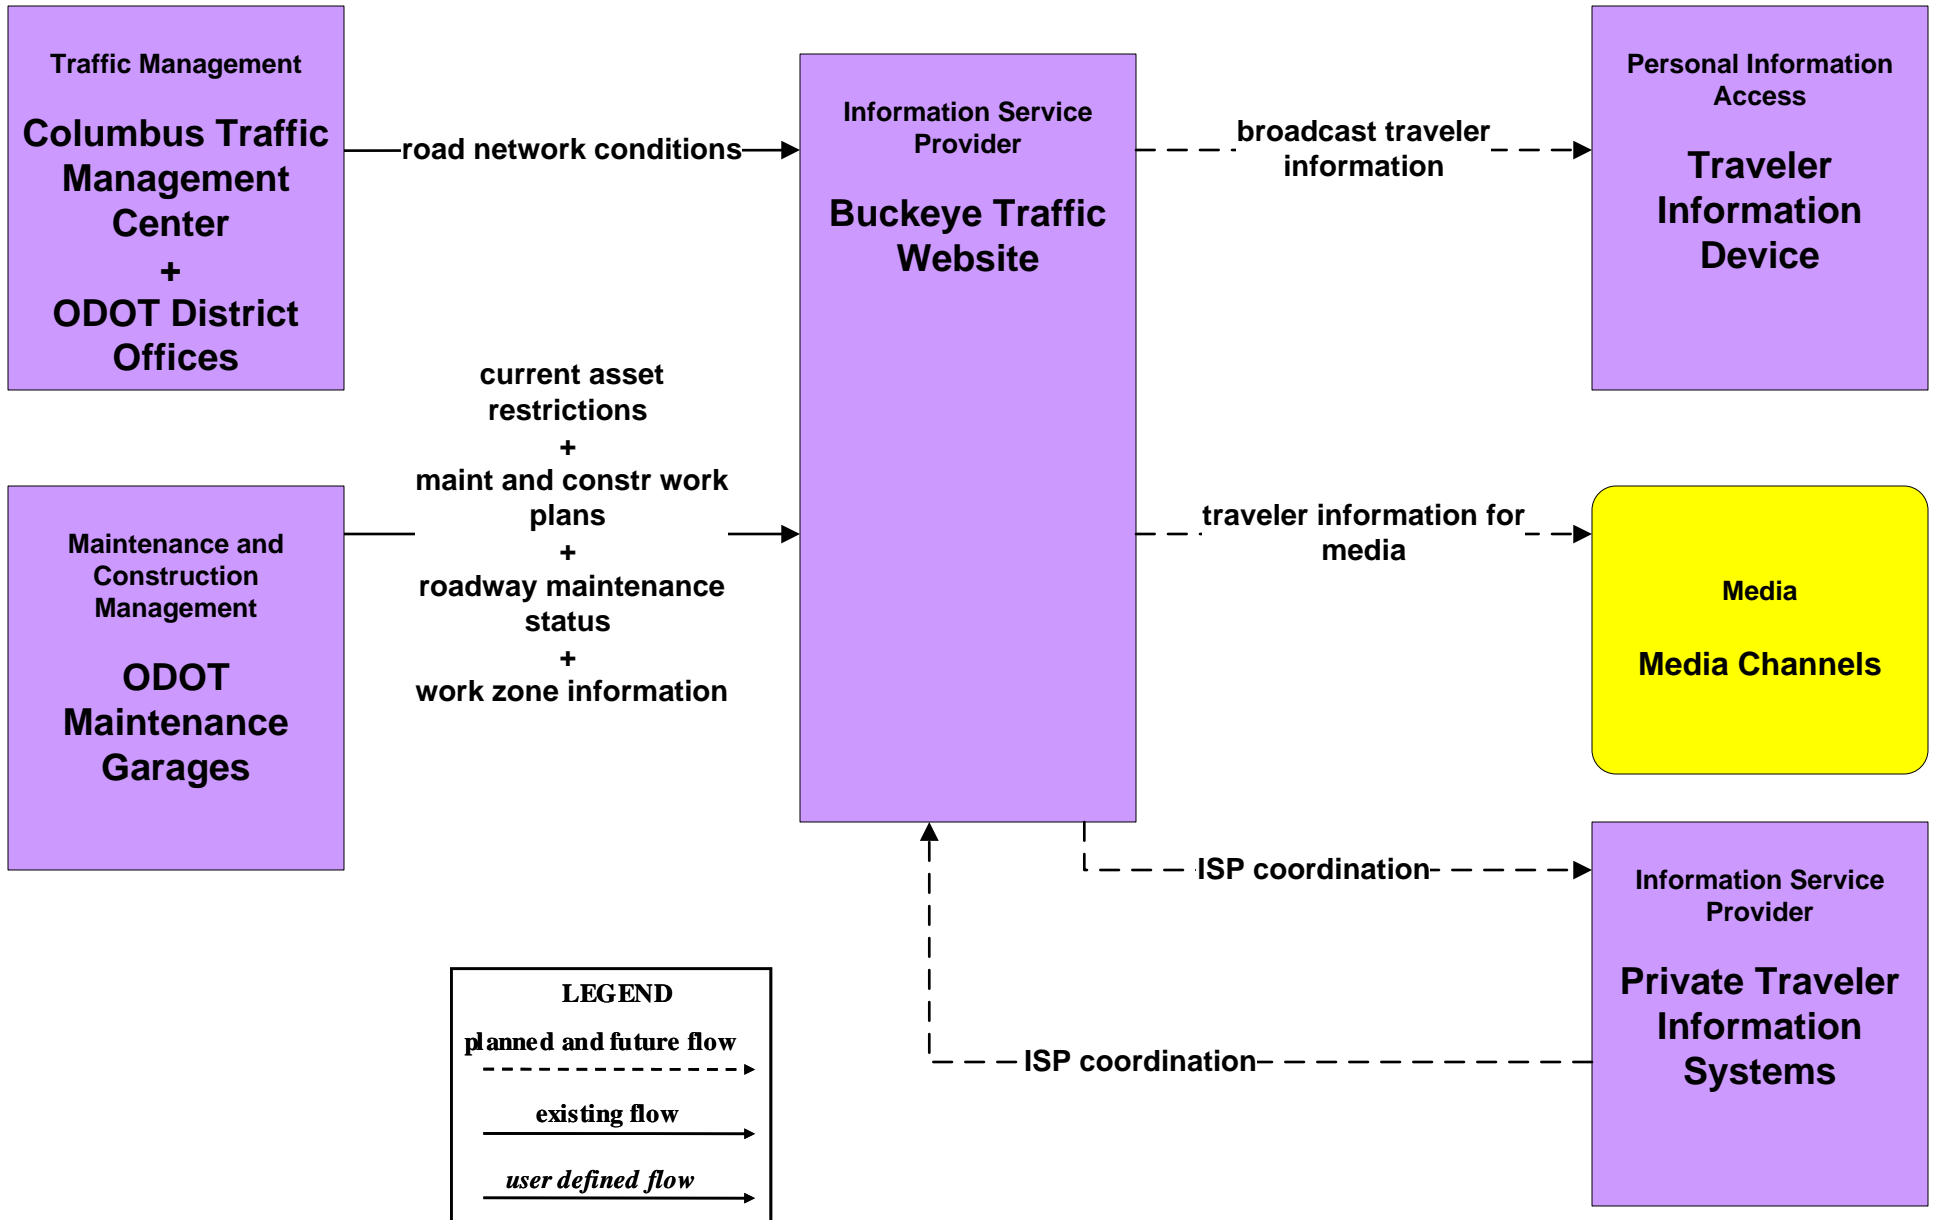 Traffic Management
Columbus Traffic
Management
Center
+
ODOT District
Offices
road network conditions
Information Service
Provider
Buckeye Traffic
Website
broadcast traveler
information
Personal Information
Access
Traveler
Information
Device
current asset
restrictions
+
maint and constr work
plans
+
roadway maintenance
status
+
work zone information
Maintenance and
Construction
Management
ODOT
Maintenance
Garages
traveler information for
media
Media
Media Channels
ISP coordination
Information Service
Provider
Private Traveler
Information
Systems
ISP coordination
LEGEND
planned and future flow
existing flow
user defined flow